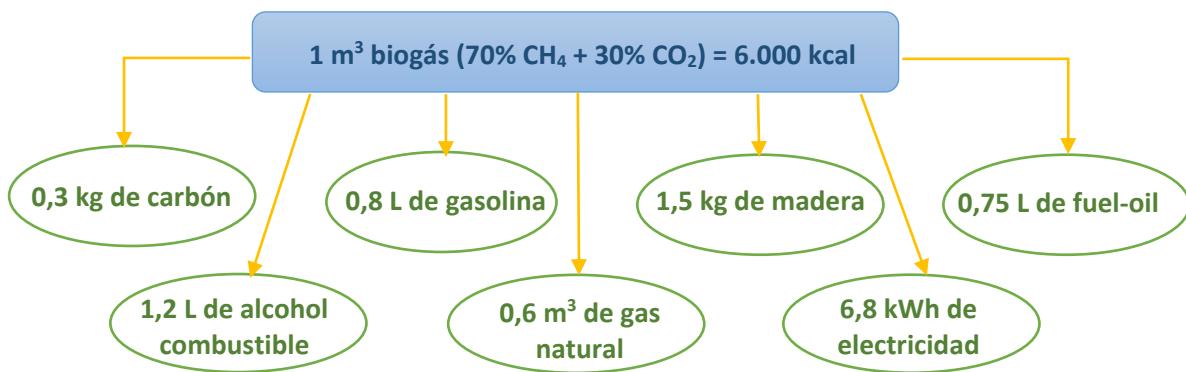 1 m³ biogás (70% CH₄ + 30% CO₂) = 6.000 kcal
0,3 kg de carbón
0,8 L de gasolina
1,5 kg de madera
0,75 L de fuel-oil
1,2 L de alcohol
combustible
0,6 m³ de gas
natural
6,8 kWh de
electricidad